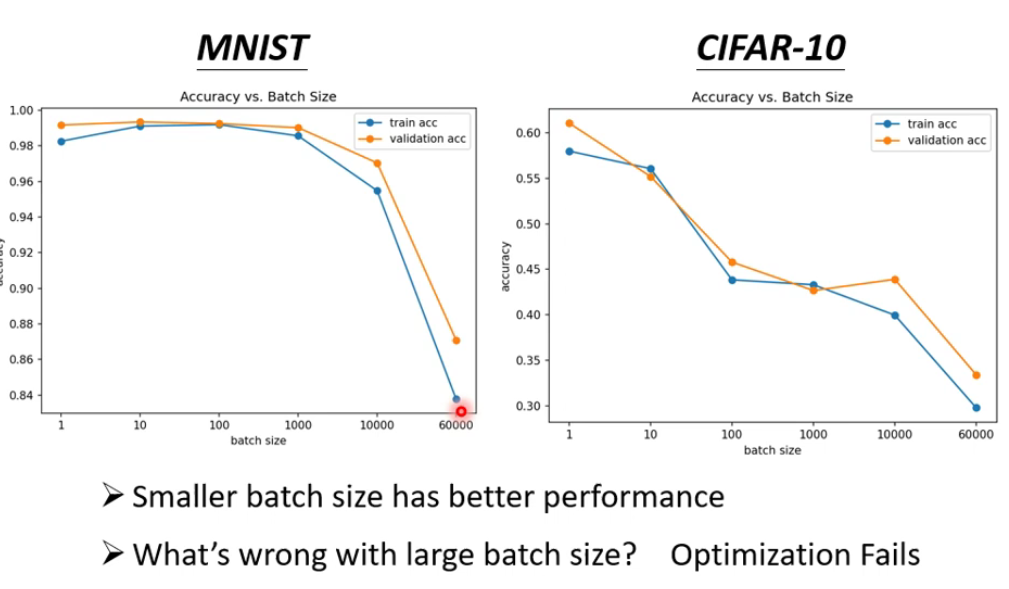 MNIST
CIFAR-10
Accuracy vs. Batch Size
train acc
validation acc
1.00
0.98
0.96
0.94
0.92
0.90
0.88
0.86
0.84
accuracy
1 10 100 1000 10000 60000
batch size
Accuracy vs. Batch Size
train acc
validation acc
0.60
0.55
0.50
0.45
0.40
0.35
0.30
accuracy
1 10 100 1000 10000 60000
batch size
➢ Smaller batch size has better performance
➢ What's wrong with large batch size? Optimization Fails